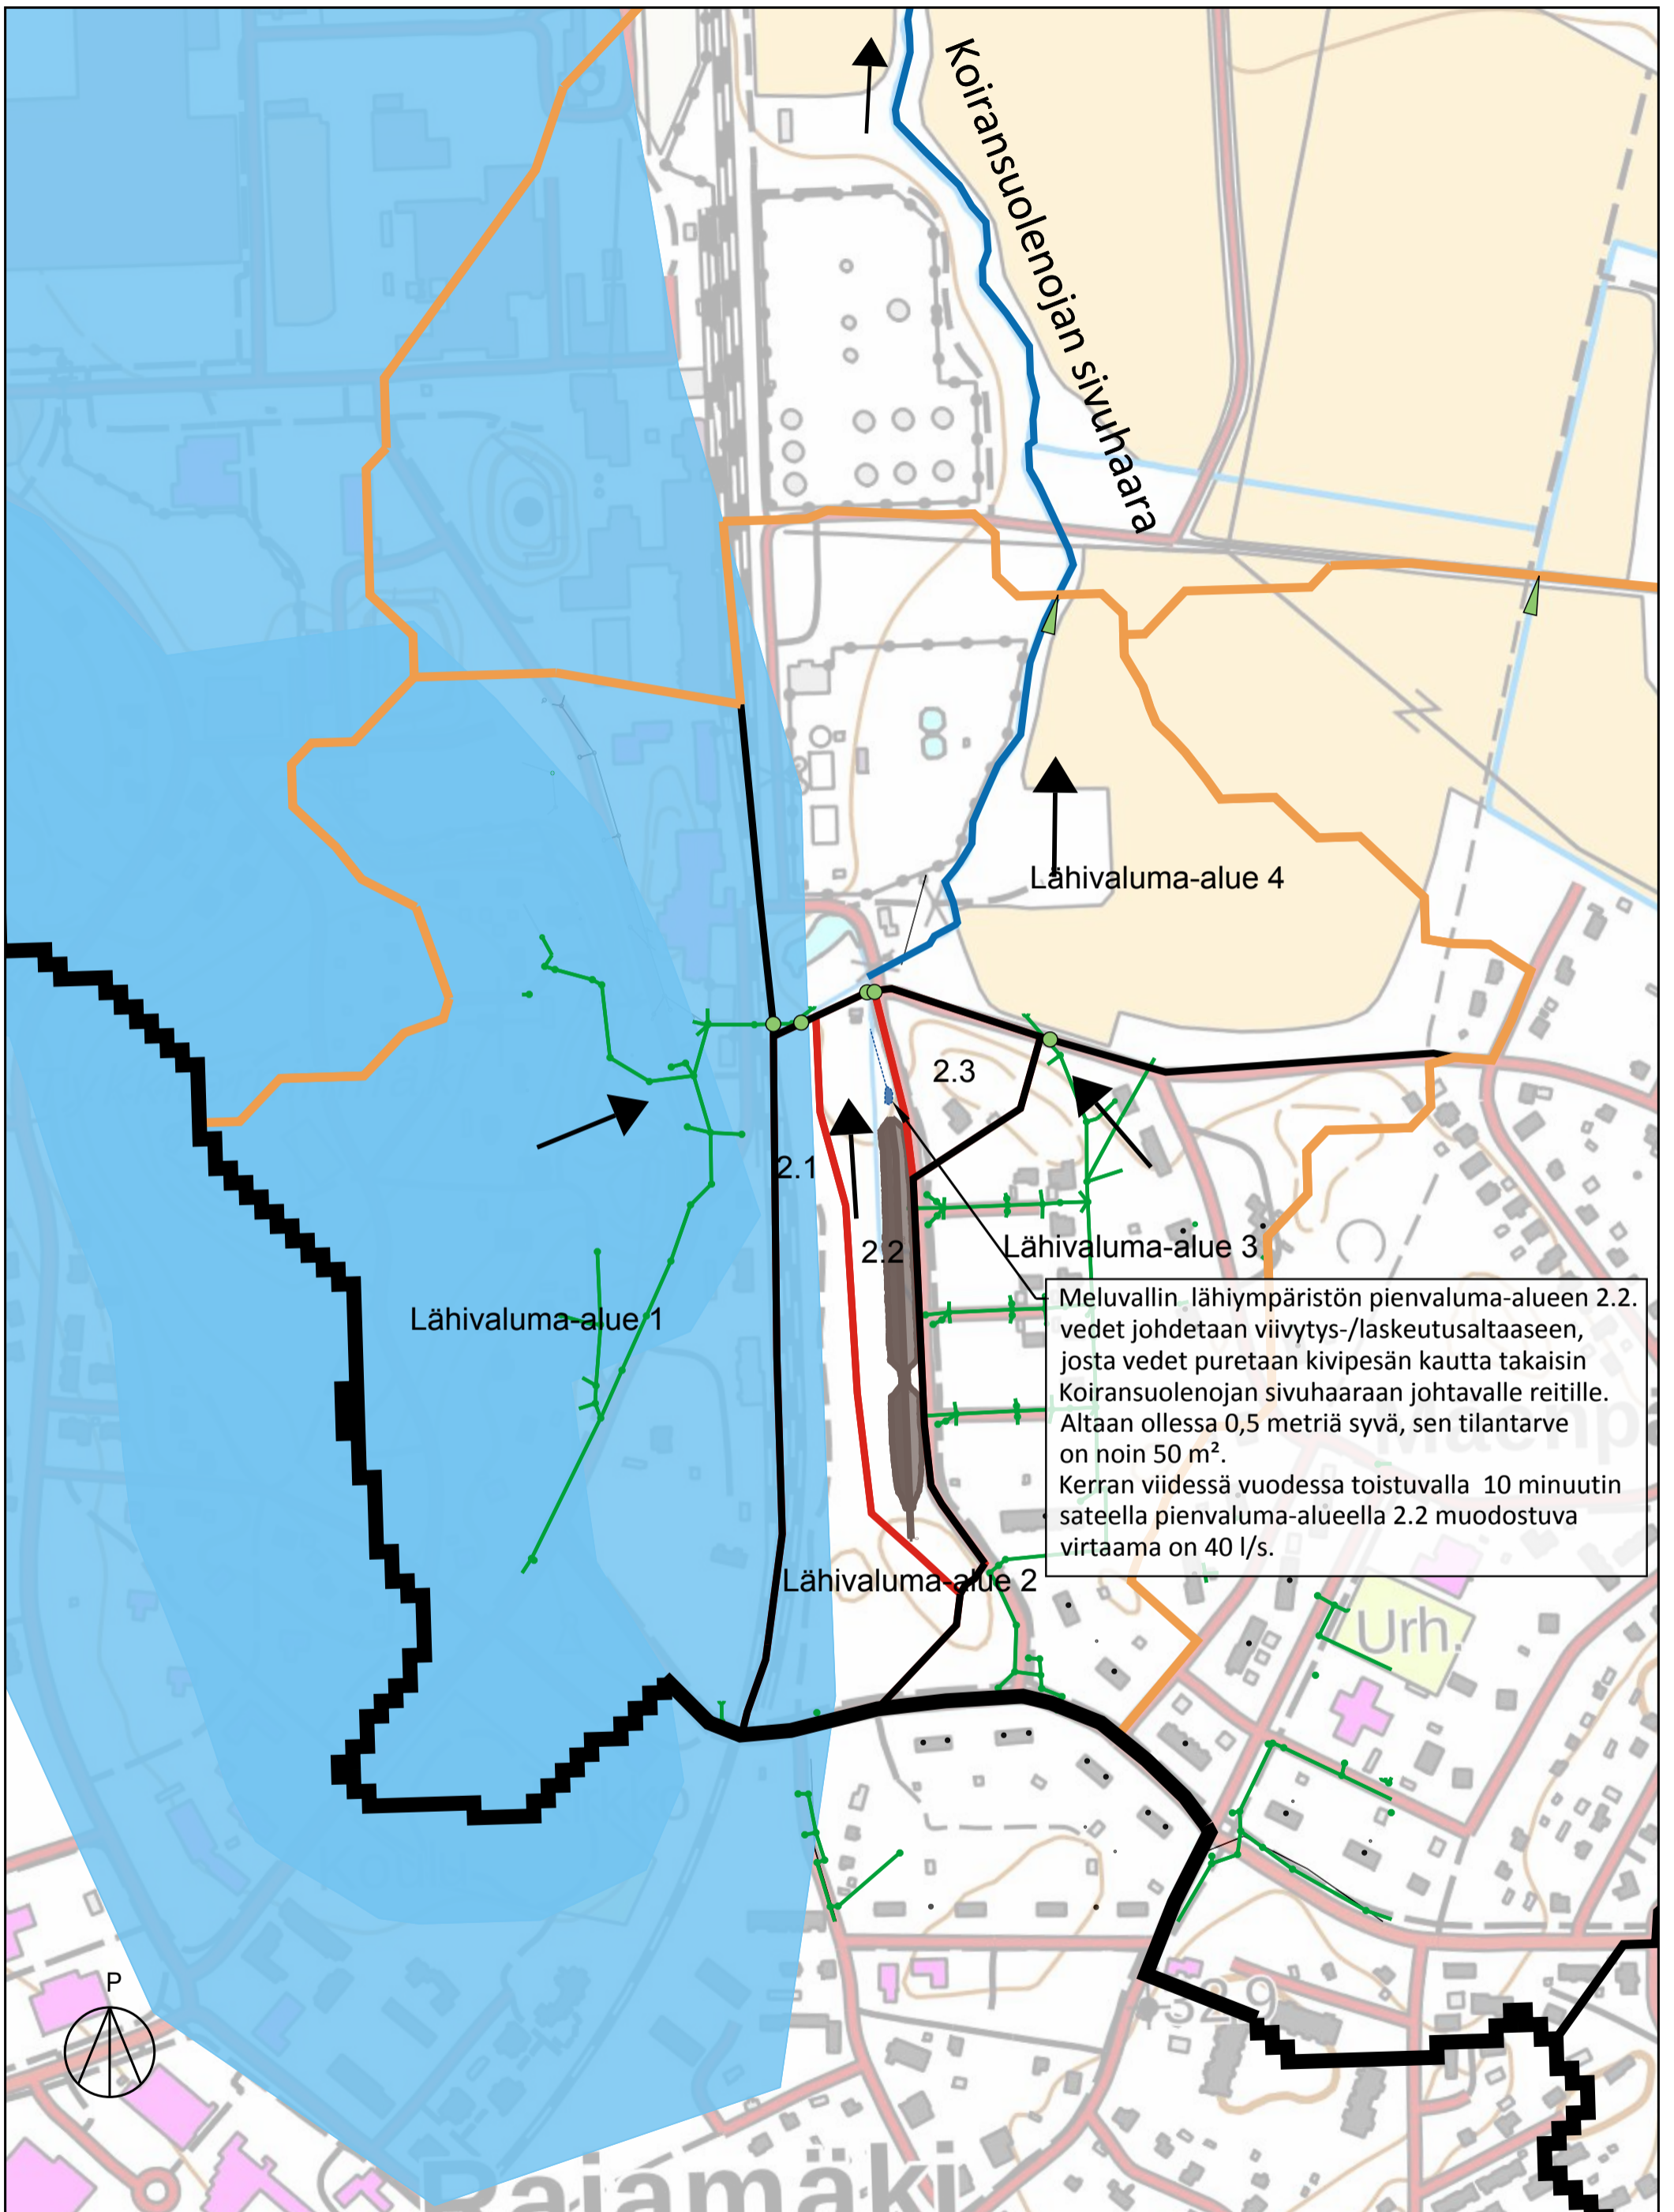 Koiransuolenojan sivuhaara
Lähivaluma-alue 4
2.3
2.1
2.2
Lähivaluma-alue 3
Lähivaluma-alue 1
Meluvallin lähiympäristön pienvaluma-alueen 2.2.
vedet johdetaan viivytys-/laskeutusaltaaseen,
josta vedet puretaan kivipesän kautta takaisin
Koiransuolenojan sivuhaaraan johtavalle reitille.
Altaan ollessa 0,5 metriä syvä, sen tilantarve
on noin 50 m².
Kerran viidessä vuodessa toistuvalla 10 minuutin
sateella pienvaluma-alueella 2.2 muodostuva
virtaama on 40 l/s.
Lähivaluma-alue 2
Urh.
P
Rajamäki